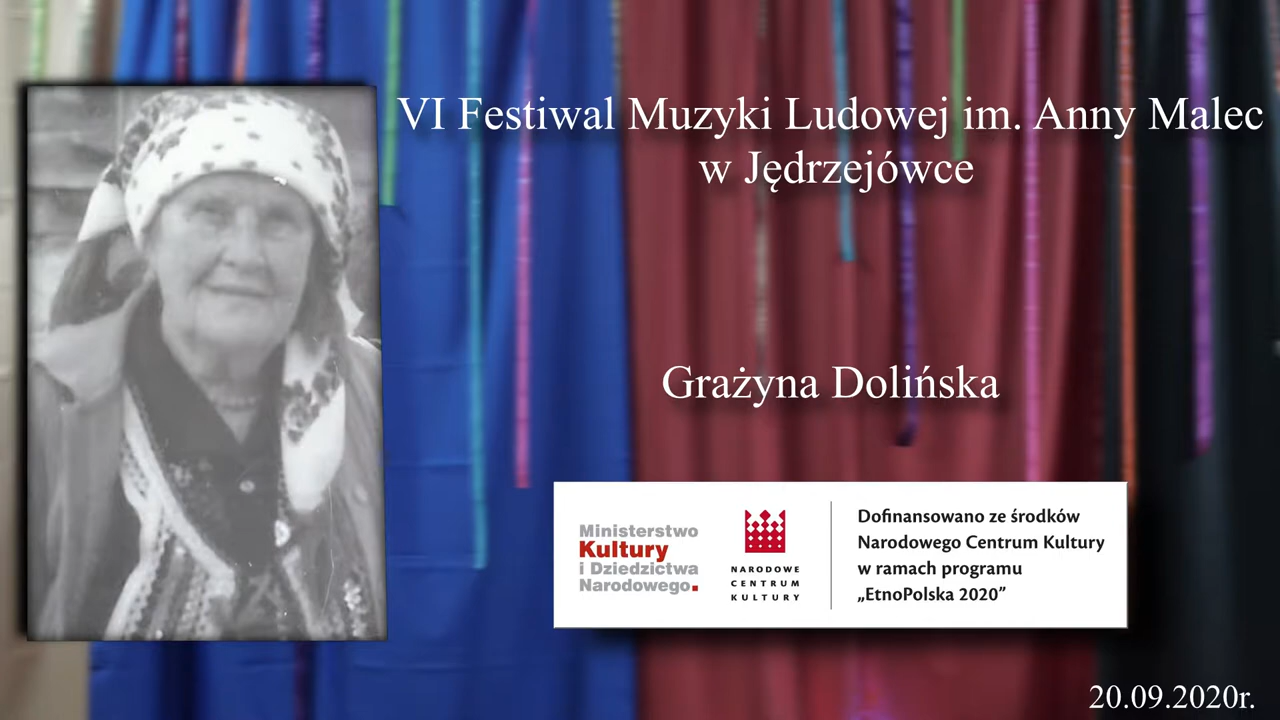 VI Festiwal Muzyki Ludowej im. Anny Malec
w Jędrzejówce
Grażyna Dolińska
Ministerstwo
Kultury
i Dziedzictwa
Narodowego.
NARODOWE
CENTRUM
KULTURY
Dofinansowano ze środków
Narodowego Centrum Kultury
w ramach programu
„EtnoPolska 2020”
20.09.2020r.